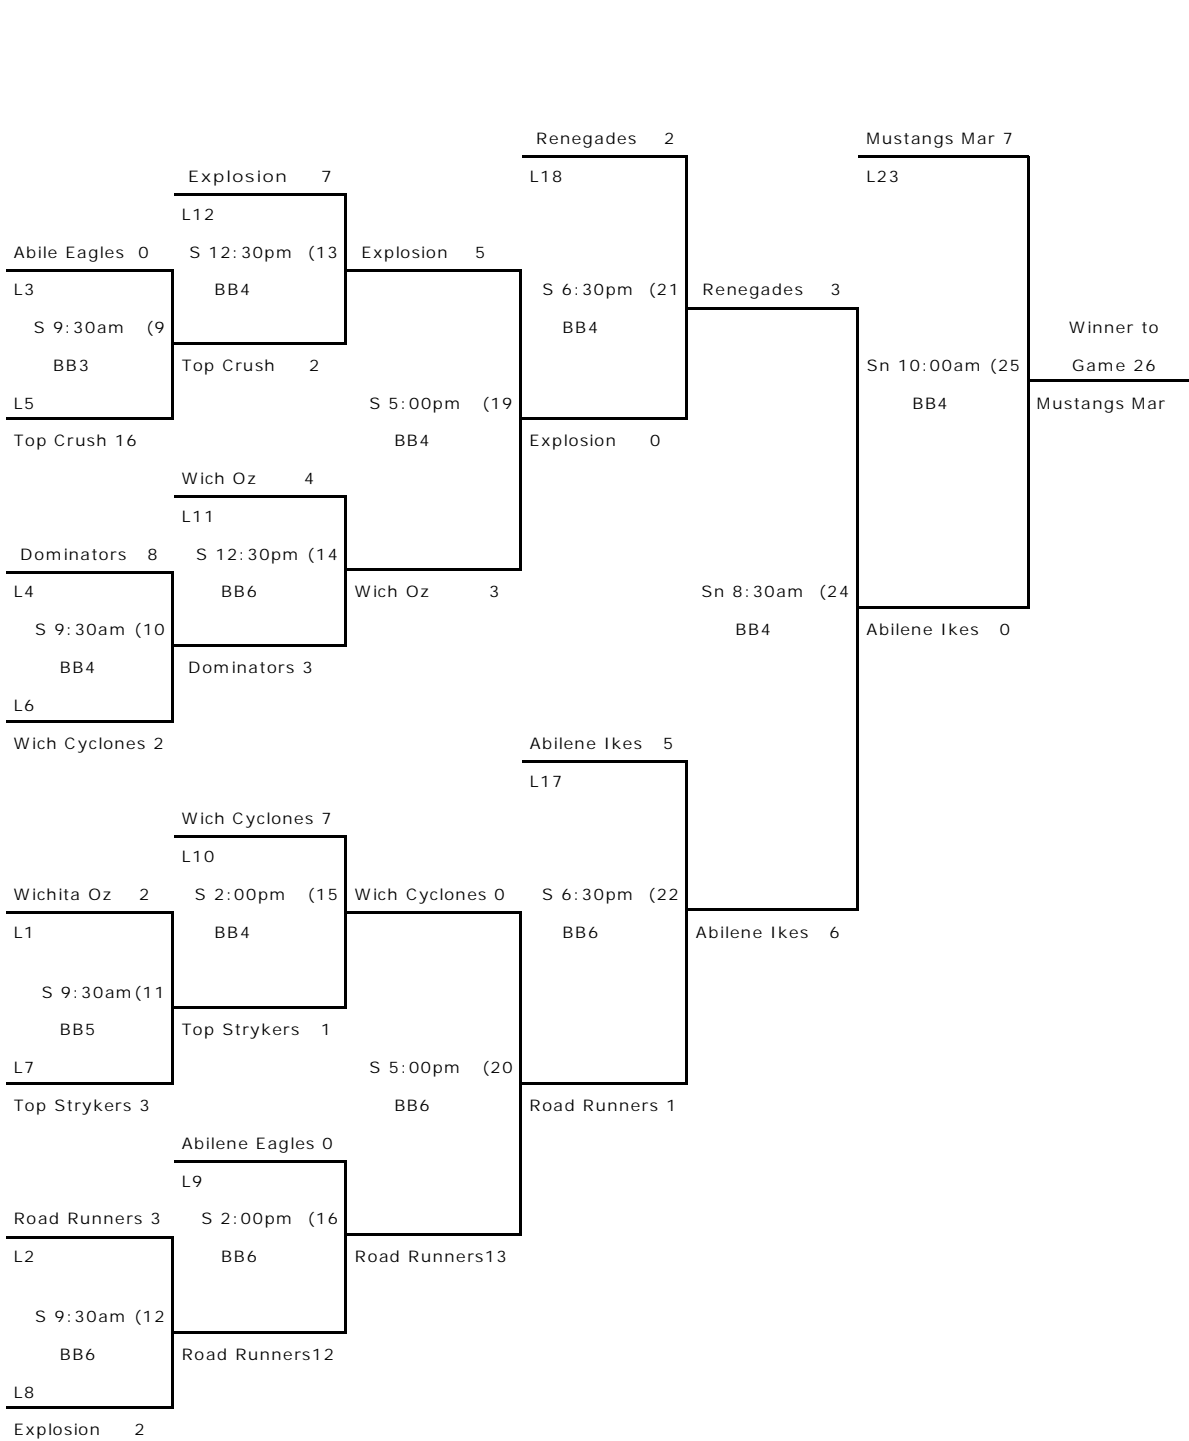 Renegades 2
Mustangs Mar 7
Explosion 7
L18
L23
L12
Abile Eagles 0
S 12:30pm (13
Explosion 5
L3
BB4
S 6:30pm (21
Renegades 3
S 9:30am (9
BB4
Winner to
BB3
Top Crush 2
Sn 10:00am (25
Game 26
L5
S 5:00pm (19
BB4
Mustangs Mar
Top Crush 16
BB4
Explosion 0
Wich Oz 4
L11
Dominators 8
S 12:30pm (14
L4
BB6
Wich Oz 3
Sn 8:30am (24
S 9:30am (10
BB4
Abilene Ikes 0
BB4
Dominators 3
L6
Wich Cyclones 2
Abilene Ikes 5
L17
Wich Cyclones 7
L10
Wichita Oz 2
S 2:00pm (15
Wich Cyclones 0
S 6:30pm (22
L1
BB4
BB6
Abilene Ikes 6
S 9:30am(11
BB5
Top Strykers 1
L7
S 5:00pm (20
Top Strykers 3
BB6
Road Runners 1
Abilene Eagles 0
L9
Road Runners 3
S 2:00pm (16
L2
BB6
Road Runners13
S 9:30am (12
BB6
Road Runners12
L8
Explosion 2